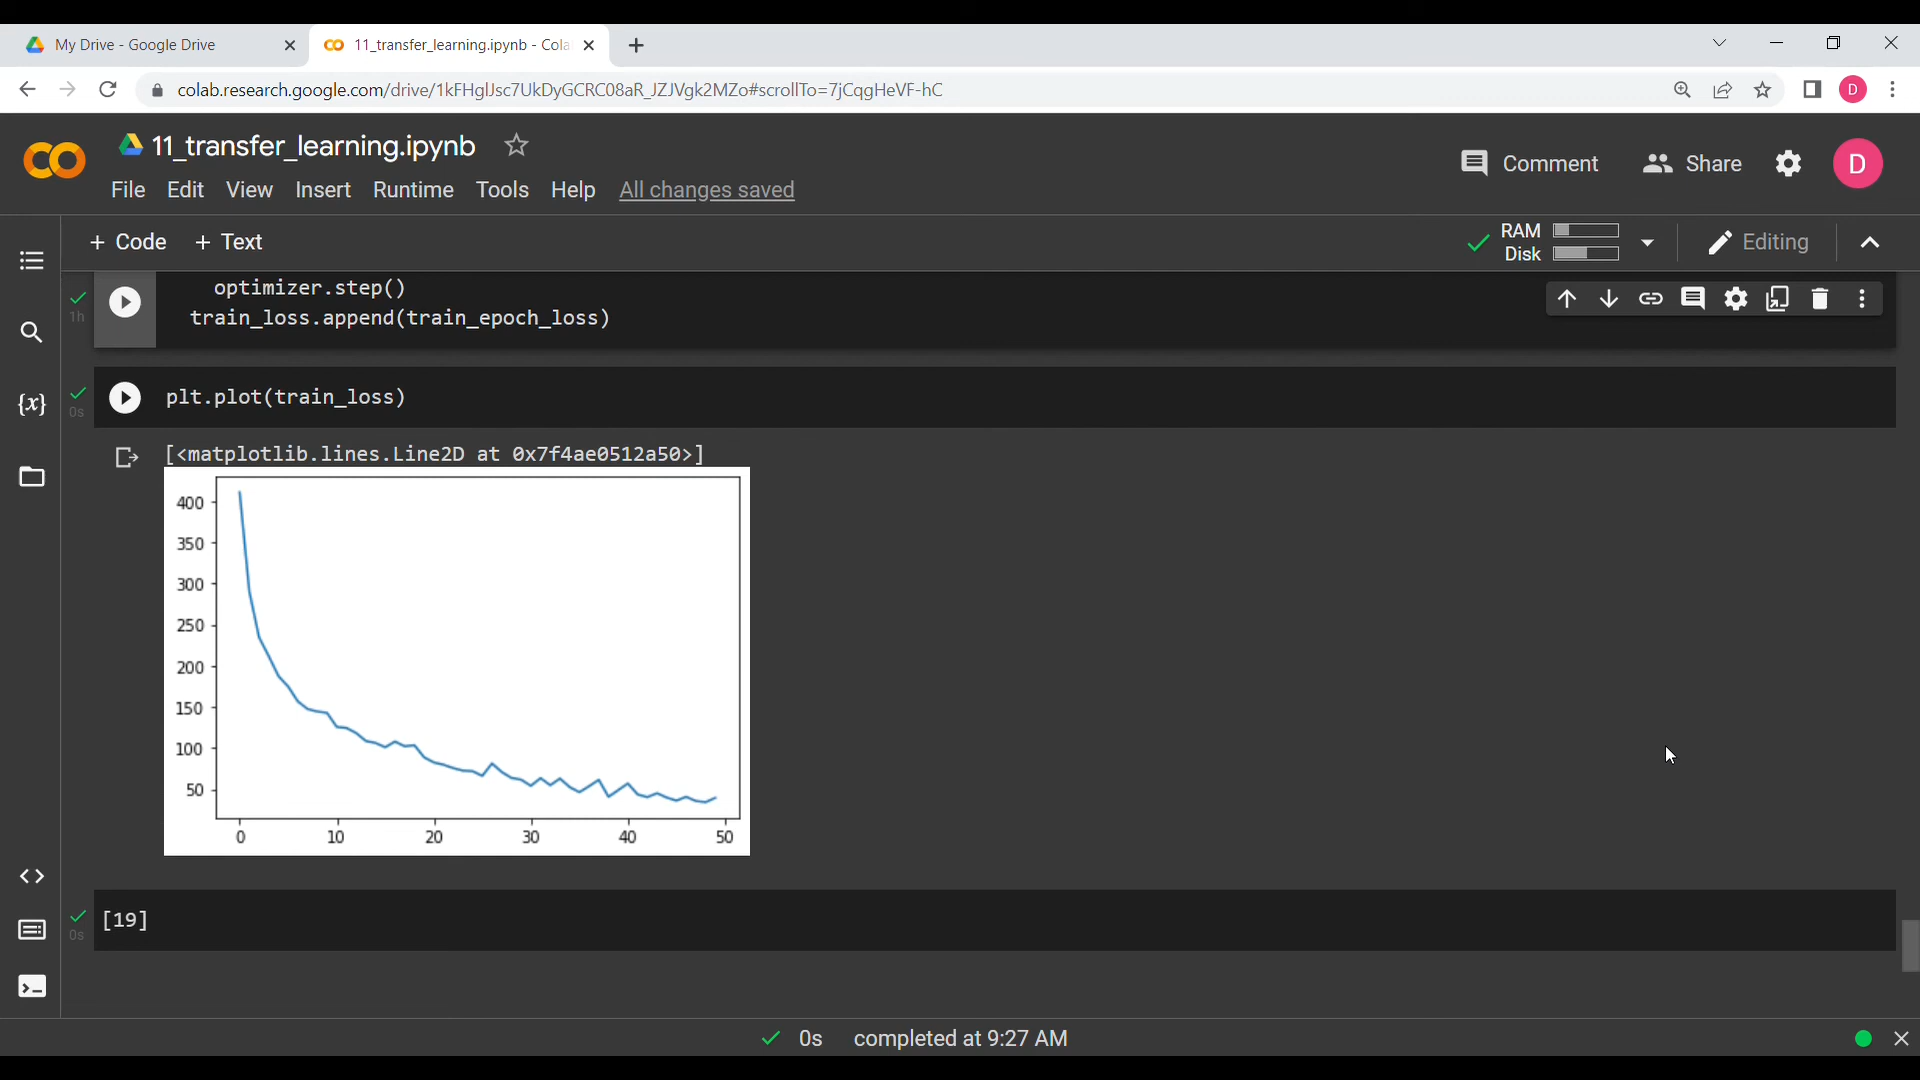 My Drive - Google Drive
11_transfer_learning.ipynb - Cola
colab.research.google.com/drive/1kFHglJsc7UkDyGCRC08aR_JZJVgk2MZo#scrollTo=7jCqgHeVF-hC
D
11_transfer_learning.ipynb
Comment
Share
D
File Edit View Insert Runtime Tools Help All changes saved
+ Code + Text
RAM
Disk
Editing
optimizer.step()
1h
train_loss.append(train_epoch_loss)
{x}
plt.plot(train_loss)
0s
[<matplotlib.lines.Line2D at 0x7f4ae0512a50>]
400
350
300
250
200
150
100
50
0 10 20 30 40 50
[19]
0s
0s completed at 9:27 AM